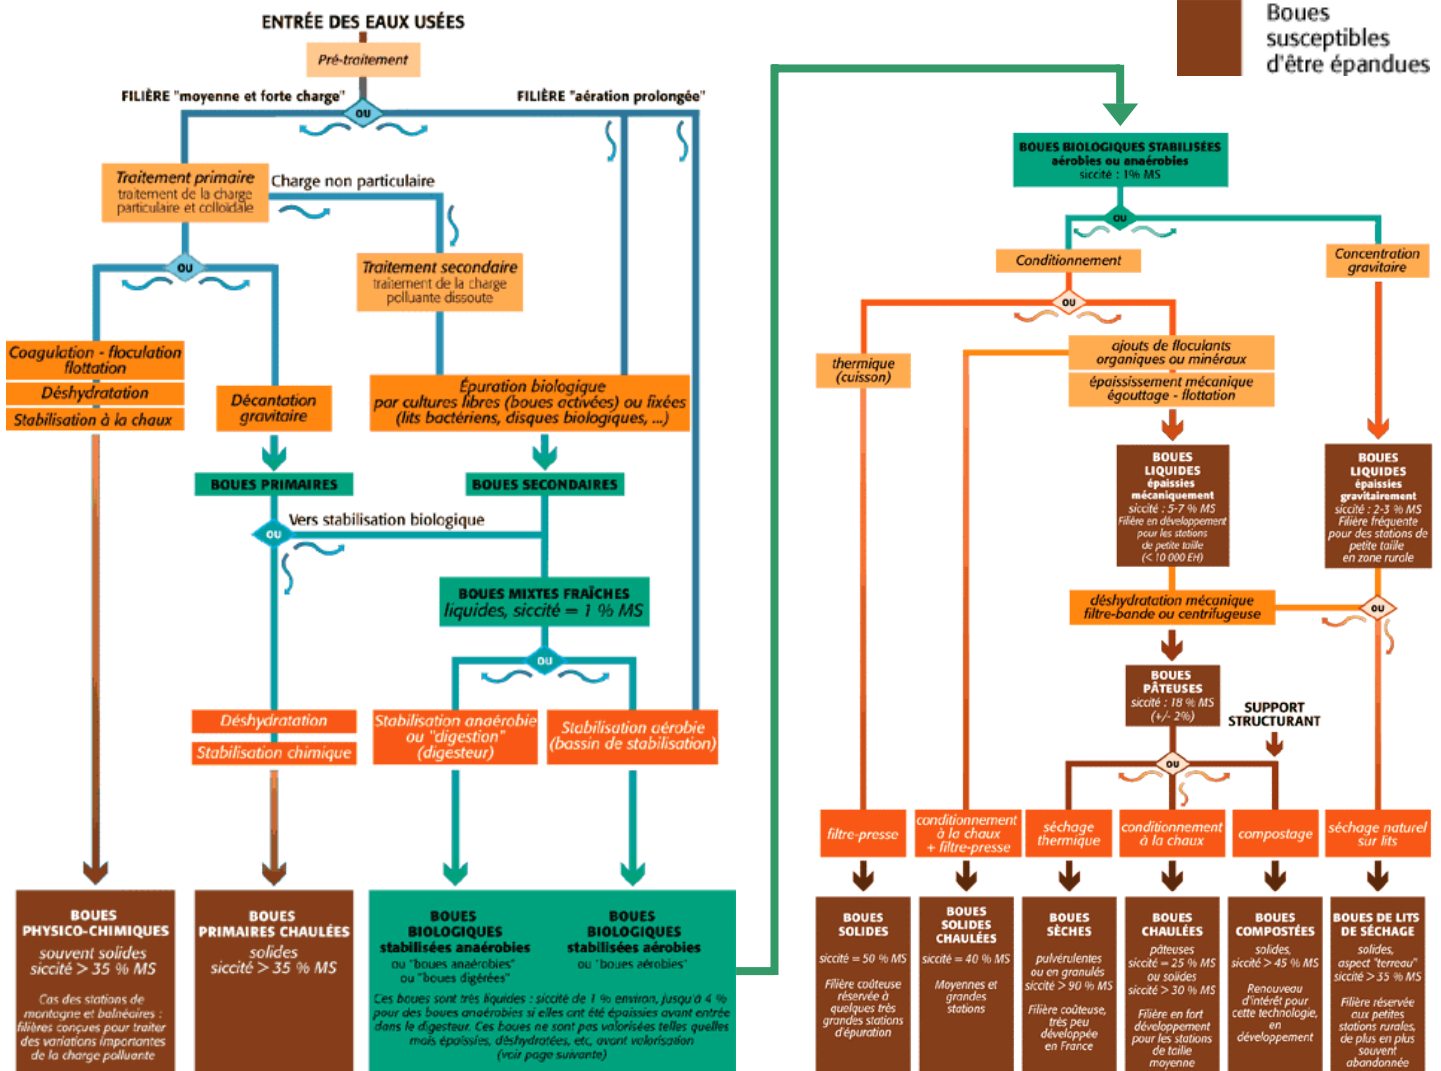 ENTRÉE DES EAUX USÉES
Pré-traitement
FILIÈRE "moyenne et forte charge"
FILIÈRE "aération prolongée"
OU
Traitement primaire
traitement de la charge
particulaire et colloïdale
Charge non particulaire
OU
Traitement secondaire
traitement de la charge
polluante dissoute
Coagulation - floculation
flottation
Déshydratation
Stabilisation à la chaux
Décantation
gravitaire
Épuration biologique
par cultures libres (boues activées) ou fixées
(lits bactériens, disques biologiques, ...)
BOUES PRIMAIRES
BOUES SECONDAIRES
Vers stabilisation biologique
OU
BOUES MIXTES FRAÎCHES
liquides, siccité = 1 % MS
OU
Déshydratation
Stabilisation chimique
Stabilisation anaérobie
ou "digestion"
(digesteur)
Stabilisation aérobie
(bassin de stabilisation)
BOUES
PHYSICO-CHIMIQUES
souvent solides
siccité > 35 % MS
Cas des stations de
montagne et balnéaires :
filières conçues pour traiter
des variations importantes
de la charge polluante
BOUES
PRIMAIRES CHAULÉES
solides
siccité > 35 % MS
BOUES
BIOLOGIQUES
stabilisées anaérobies
ou "boues anaérobies"
ou "boues digérées"
BOUES
BIOLOGIQUES
stabilisées aérobies
ou "boues aérobies"
Ces boues sont très liquides : siccité de 1 % environ, jusqu'à 4 %
pour des boues anaérobies si elles ont été épaissies avant entrée
dans le digesteur. Ces boues ne sont pas valorisées telles quelles
mais épaissies, déshydratées, etc, avant valorisation
(voir page suivante)
Boues
susceptibles
d'être épandues
BOUES BIOLOGIQUES STABILISÉES
aérobies ou anaérobies
siccité : 1% MS
OU
Conditionnement
Concentration
gravitaire
OU
thermique
(cuisson)
ajouts de floculants
organiques ou minéraux
épaississement mécanique
égouttage - flottation
BOUES
LIQUIDES
épaissies
mécaniquement
siccité : 5-7 % MS
Filière en développement
pour les stations
de petite taille
(< 10 000 EH)
BOUES
LIQUIDES
épaissies
gravitairement
siccité : 2-3 % MS
Filière fréquente
pour des stations de
petite taille
en zone rurale
déshydratation mécanique
filtre-bande ou centrifugeuse
OU
BOUES
PÂTEUSES
siccité : 18 % MS
(+/- 2%)
SUPPORT
STRUCTURANT
OU
filtre-presse
conditionnement
à la chaux
+ filtre-presse
séchage
thermique
conditionnement
à la chaux
compostage
séchage naturel
sur lits
BOUES
SOLIDES
siccité = 50 % MS
Filière coûteuse
réservée à
quelques très
grandes stations
d'épuration
BOUES
SOLIDES
CHAULÉES
siccité = 40 % MS
Moyennes et
grandes
stations
BOUES
SÈCHES
pulvérulentes
ou en granulés
siccité > 90 % MS
Filière coûteuse,
très peu
développée
en France
BOUES
CHAULÉES
pâteuses
siccité = 25 % MS
ou solides
siccité > 30 % MS
Filière en fort
développement
pour les stations
de taille
moyenne
BOUES
COMPOSTÉES
solides,
siccité > 45 % MS
Renouveau
d'intérêt pour
cette technologie,
en
développement
BOUES DE LITS
DE SÉCHAGE
solides,
aspect "terreau"
siccité > 35 % MS
Filière réservée
aux petites
stations rurales,
de plus en plus
souvent
abandonnée